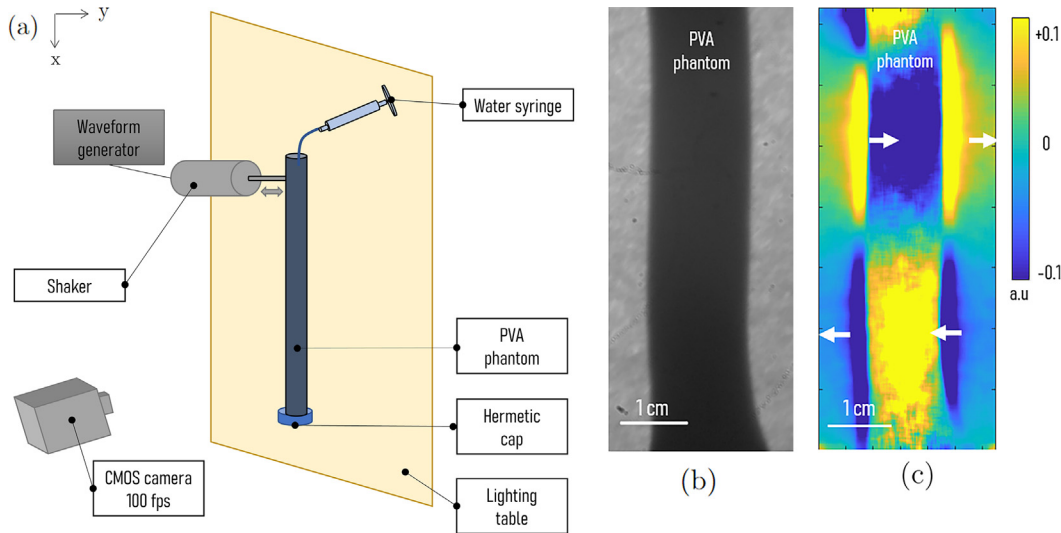 (a)
y
x
Waveform
generator
Shaker
CMOS camera
100 fps
Water syringe
PVA
phantom
Hermetic
cap
Lighting
table
PVA
phantom
1 cm
(b)
PVA
phantom
1 cm
(c)
+0.1
0
-0.1
a.u